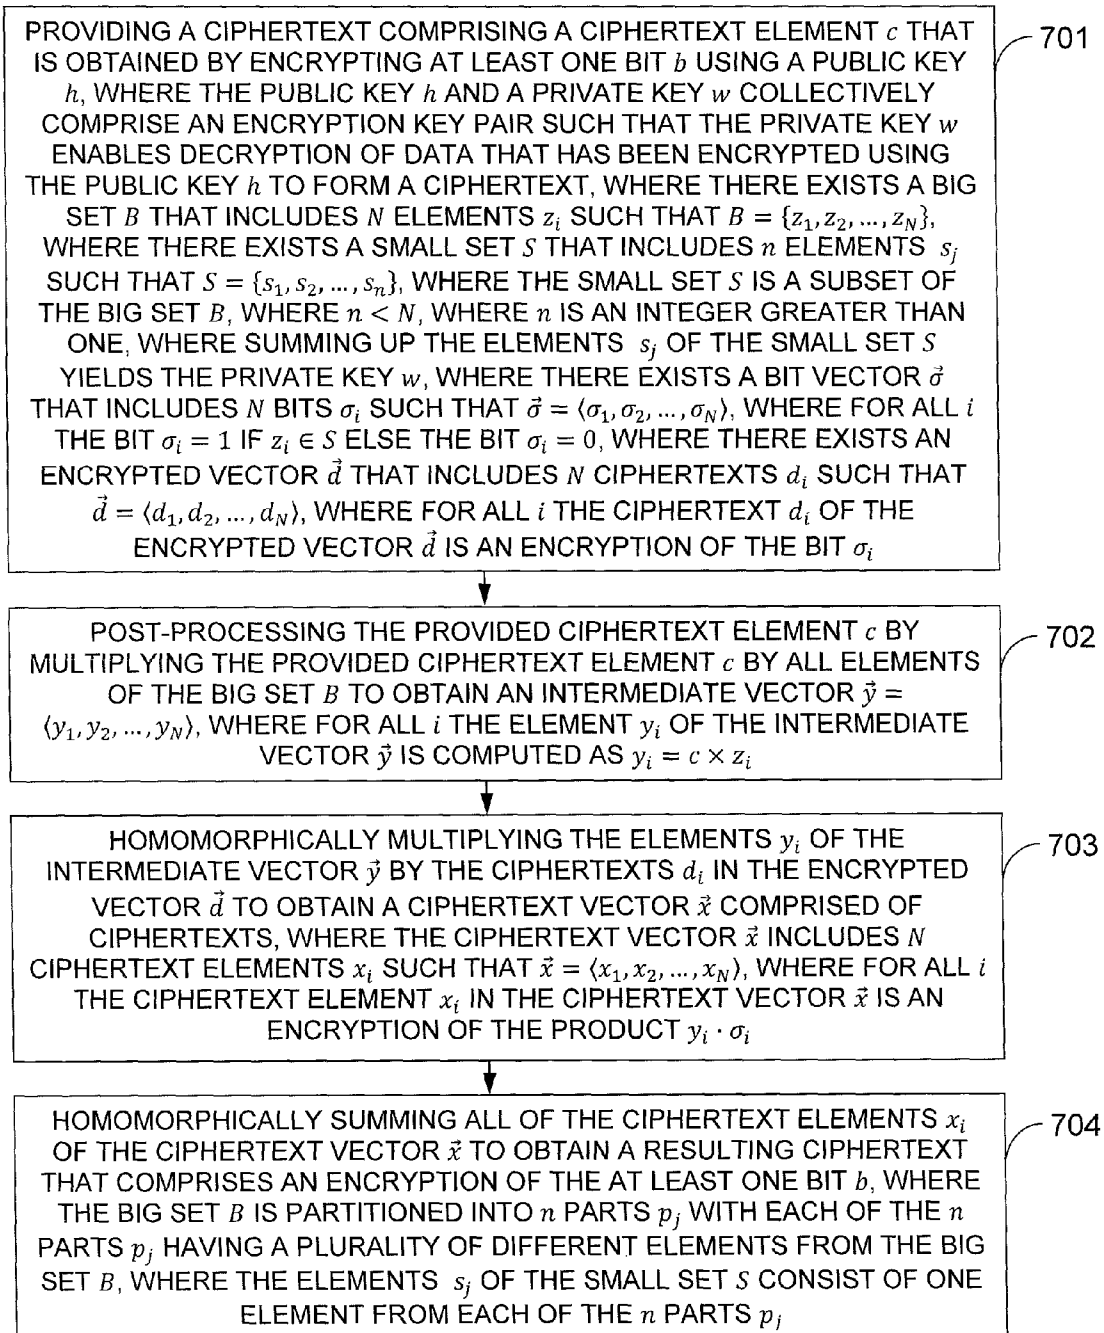 PROVIDING A CIPHERTEXT COMPRISING A CIPHERTEXT ELEMENT c THAT
IS OBTAINED BY ENCRYPTING AT LEAST ONE BIT b USING A PUBLIC KEY
h, WHERE THE PUBLIC KEY h AND A PRIVATE KEY w COLLECTIVELY
COMPRISE AN ENCRYPTION KEY PAIR SUCH THAT THE PRIVATE KEY w
ENABLES DECRYPTION OF DATA THAT HAS BEEN ENCRYPTED USING
THE PUBLIC KEY h TO FORM A CIPHERTEXT, WHERE THERE EXISTS A BIG
SET B THAT INCLUDES N ELEMENTS z_i SUCH THAT B = {z_1, z_2, ..., z_N},
WHERE THERE EXISTS A SMALL SET S THAT INCLUDES n ELEMENTS s_j
SUCH THAT S = {s_1, s_2, ..., s_n}, WHERE THE SMALL SET S IS A SUBSET OF
THE BIG SET B, WHERE n < N, WHERE n IS AN INTEGER GREATER THAN
ONE, WHERE SUMMING UP THE ELEMENTS s_j OF THE SMALL SET S
YIELDS THE PRIVATE KEY w, WHERE THERE EXISTS A BIT VECTOR σ⃗
THAT INCLUDES N BITS σ_i SUCH THAT σ⃗ = ⟨σ_1, σ_2, ..., σ_N⟩, WHERE FOR ALL i
THE BIT σ_i = 1 IF z_i ∈ S ELSE THE BIT σ_i = 0, WHERE THERE EXISTS AN
ENCRYPTED VECTOR d⃗ THAT INCLUDES N CIPHERTEXTS d_i SUCH THAT
d⃗ = ⟨d_1, d_2, ..., d_N⟩, WHERE FOR ALL i THE CIPHERTEXT d_i OF THE
ENCRYPTED VECTOR d⃗ IS AN ENCRYPTION OF THE BIT σ_i
701
POST-PROCESSING THE PROVIDED CIPHERTEXT ELEMENT c BY
MULTIPLYING THE PROVIDED CIPHERTEXT ELEMENT c BY ALL ELEMENTS
OF THE BIG SET B TO OBTAIN AN INTERMEDIATE VECTOR y⃗ =
⟨y_1, y_2, ..., y_N⟩, WHERE FOR ALL i THE ELEMENT y_i OF THE INTERMEDIATE
VECTOR y⃗ IS COMPUTED AS y_i = c × z_i
702
HOMOMORPHICALLY MULTIPLYING THE ELEMENTS y_i OF THE
INTERMEDIATE VECTOR y⃗ BY THE CIPHERTEXTS d_i IN THE ENCRYPTED
VECTOR d⃗ TO OBTAIN A CIPHERTEXT VECTOR x⃗ COMPRISED OF
CIPHERTEXTS, WHERE THE CIPHERTEXT VECTOR x⃗ INCLUDES N
CIPHERTEXT ELEMENTS x_i SUCH THAT x⃗ = ⟨x_1, x_2, ..., x_N⟩, WHERE FOR ALL i
THE CIPHERTEXT ELEMENT x_i IN THE CIPHERTEXT VECTOR x⃗ IS AN
ENCRYPTION OF THE PRODUCT y_i · σ_i
703
HOMOMORPHICALLY SUMMING ALL OF THE CIPHERTEXT ELEMENTS x_i
OF THE CIPHERTEXT VECTOR x⃗ TO OBTAIN A RESULTING CIPHERTEXT
THAT COMPRISES AN ENCRYPTION OF THE AT LEAST ONE BIT b, WHERE
THE BIG SET B IS PARTITIONED INTO n PARTS p_j WITH EACH OF THE n
PARTS p_j HAVING A PLURALITY OF DIFFERENT ELEMENTS FROM THE BIG
SET B, WHERE THE ELEMENTS s_j OF THE SMALL SET S CONSIST OF ONE
ELEMENT FROM EACH OF THE n PARTS p_j
704